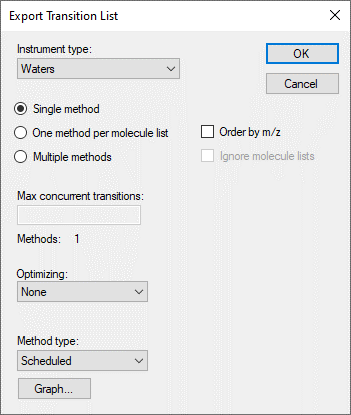 Export Transition List
Instrument type:
Waters
OK
Cancel
Single method
One method per molecule list
Order by m/z
Multiple methods
Ignore molecule lists
Max concurrent transitions:
Methods: 1
Optimizing:
None
Method type:
Scheduled
Graph...